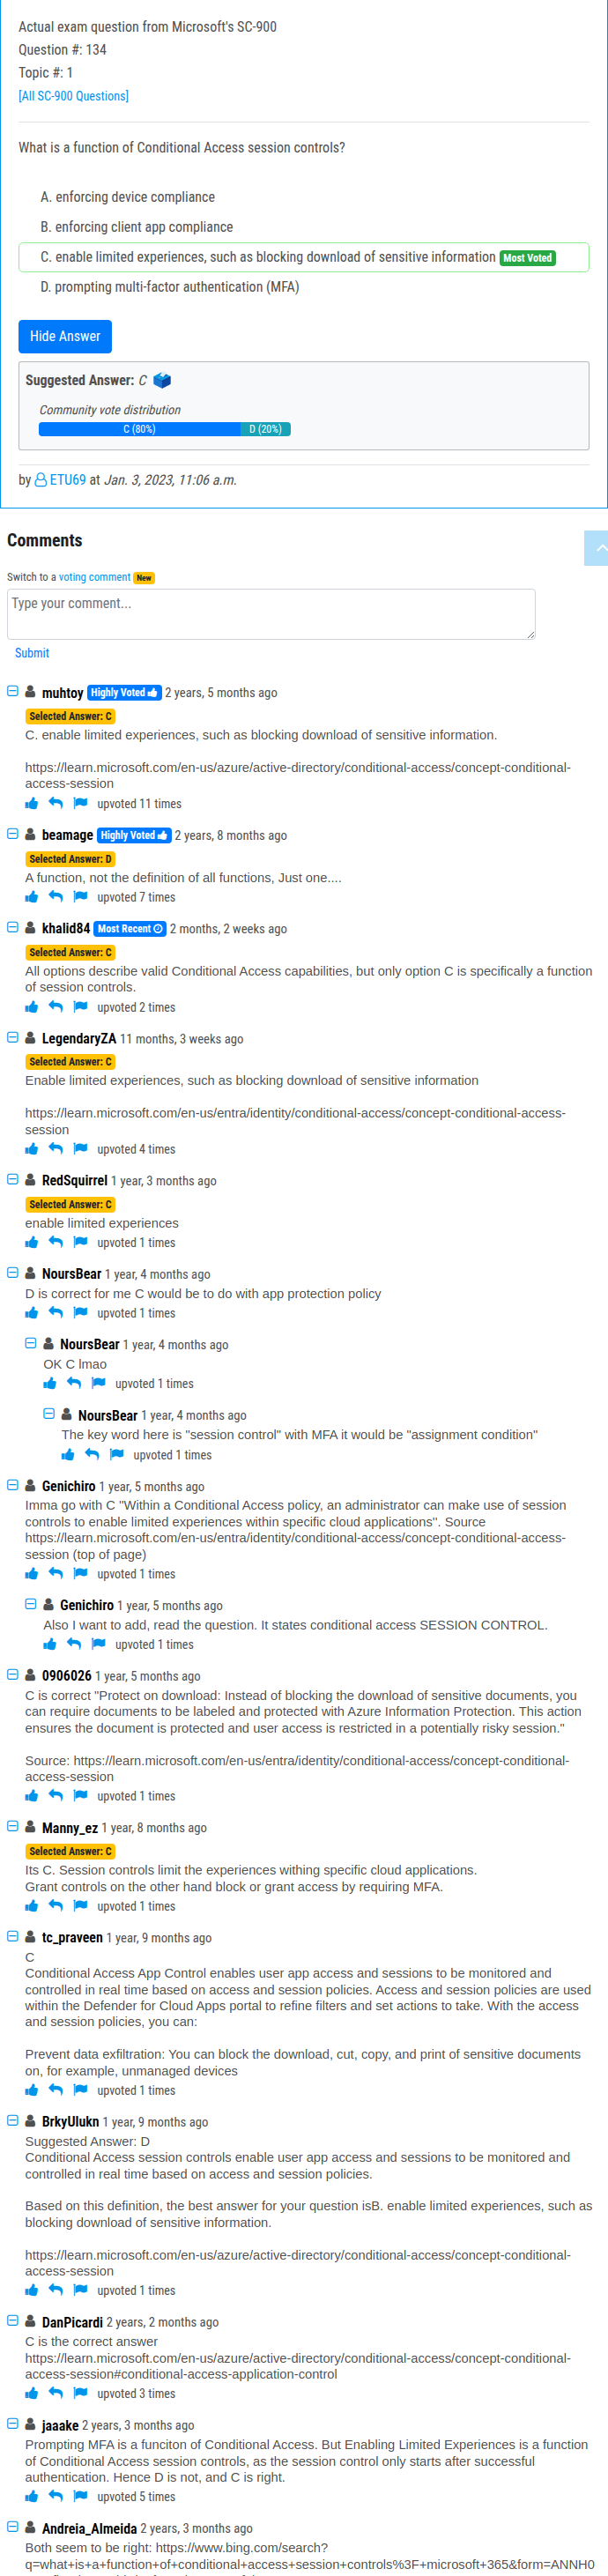 Actual exam question from Microsoft's SC-900
Question #: 134
Topic #: 1
[All SC-900 Questions]
What is a function of Conditional Access session controls?
A. enforcing device compliance
B. enforcing client app compliance
C. enable limited experiences, such as blocking download of sensitive information Most Voted
D. prompting multi-factor authentication (MFA)
Hide Answer
Suggested Answer: C
Community vote distribution
C (80%) D (20%)
by ETU69 at Jan. 3, 2023, 11:06 a.m.
Comments
Switch to a voting comment New
Type your comment...
Submit
muhtoy Highly Voted 2 years, 5 months ago
Selected Answer: C
C. enable limited experiences, such as blocking download of sensitive information.
https://learn.microsoft.com/en-us/azure/active-directory/conditional-access/concept-conditional-
access-session
upvoted 11 times
beamage Highly Voted 2 years, 8 months ago
Selected Answer: D
A function, not the definition of all functions, Just one....
upvoted 7 times
khalid84 Most Recent 2 months, 2 weeks ago
Selected Answer: C
All options describe valid Conditional Access capabilities, but only option C is specifically a function
of session controls.
upvoted 2 times
LegendaryZA 11 months, 3 weeks ago
Selected Answer: C
Enable limited experiences, such as blocking download of sensitive information
https://learn.microsoft.com/en-us/entra/identity/conditional-access/concept-conditional-access-
session
upvoted 4 times
RedSquirrel 1 year, 3 months ago
Selected Answer: C
enable limited experiences
upvoted 1 times
NoursBear 1 year, 4 months ago
D is correct for me C would be to do with app protection policy
upvoted 1 times
NoursBear 1 year, 4 months ago
OK C lmao
upvoted 1 times
NoursBear 1 year, 4 months ago
The key word here is "session control" with MFA it would be "assignment condition"
upvoted 1 times
Genichiro 1 year, 5 months ago
Imma go with C "Within a Conditional Access policy, an administrator can make use of session
controls to enable limited experiences within specific cloud applications". Source
https://learn.microsoft.com/en-us/entra/identity/conditional-access/concept-conditional-access-
session (top of page)
upvoted 1 times
Genichiro 1 year, 5 months ago
Also I want to add, read the question. It states conditional access SESSION CONTROL.
upvoted 1 times
0906026 1 year, 5 months ago
C is correct "Protect on download: Instead of blocking the download of sensitive documents, you
can require documents to be labeled and protected with Azure Information Protection. This action
ensures the document is protected and user access is restricted in a potentially risky session."
Source: https://learn.microsoft.com/en-us/entra/identity/conditional-access/concept-conditional-
access-session
upvoted 1 times
Manny_ez 1 year, 8 months ago
Selected Answer: C
Its C. Session controls limit the experiences withing specific cloud applications.
Grant controls on the other hand block or grant access by requiring MFA.
upvoted 1 times
tc_praveen 1 year, 9 months ago
C
Conditional Access App Control enables user app access and sessions to be monitored and
controlled in real time based on access and session policies. Access and session policies are used
within the Defender for Cloud Apps portal to refine filters and set actions to take. With the access
and session policies, you can:
Prevent data exfiltration: You can block the download, cut, copy, and print of sensitive documents
on, for example, unmanaged devices
upvoted 1 times
BrkyUlukn 1 year, 9 months ago
Suggested Answer: D
Conditional Access session controls enable user app access and sessions to be monitored and
controlled in real time based on access and session policies.
Based on this definition, the best answer for your question isB. enable limited experiences, such as
blocking download of sensitive information.
https://learn.microsoft.com/en-us/azure/active-directory/conditional-access/concept-conditional-
access-session
upvoted 1 times
DanPicardi 2 years, 2 months ago
C is the correct answer
https://learn.microsoft.com/en-us/azure/active-directory/conditional-access/concept-conditional-
access-session#conditional-access-application-control
upvoted 3 times
jaaake 2 years, 3 months ago
Prompting MFA is a funciton of Conditional Access. But Enabling Limited Experiences is a function
of Conditional Access session controls, as the session control only starts after successful
authentication. Hence D is not, and C is right.
upvoted 5 times
Andreia_Almeida 2 years, 3 months ago
Both seem to be right: https://www.bing.com/search?
q=what+is+a+function+of+conditional+access+session+controls%3F+microsoft+365&form=ANNH0